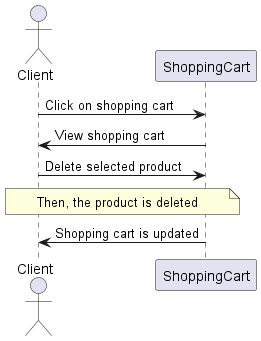 Client
ShoppingCart
Click on shopping cart
View shopping cart
Delete selected product
Then, the product is deleted
Shopping cart is updated
Client
ShoppingCart